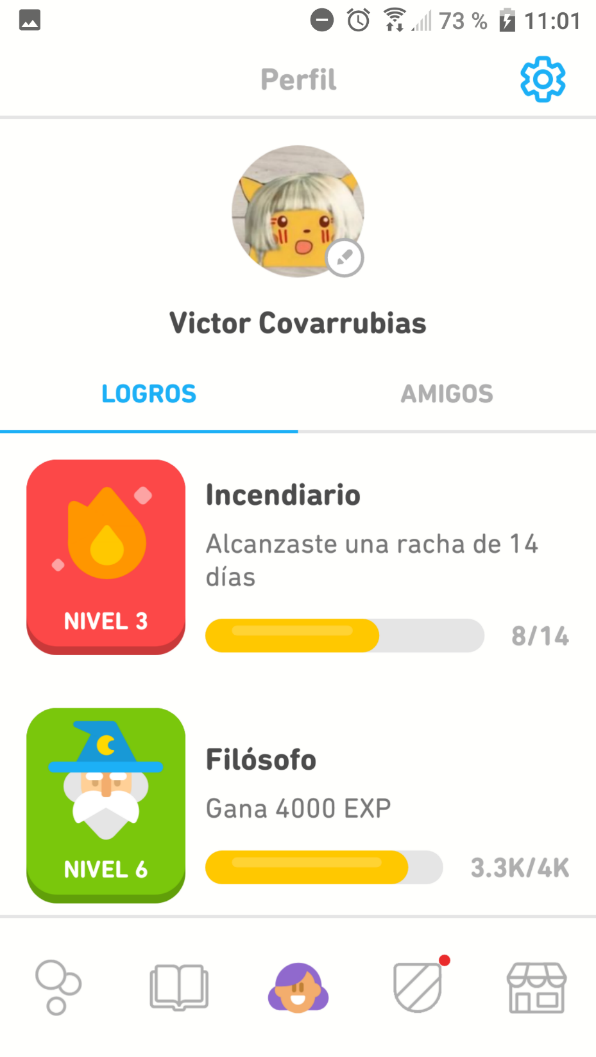 73 % 11:01
Perfil
Victor Covarrubias
LOGROS AMIGOS
Incendiario
Alcanzaste una racha de 14
días
NIVEL 3
8/14
Filósofo
Gana 4000 EXP
NIVEL 6
3.3K/4K